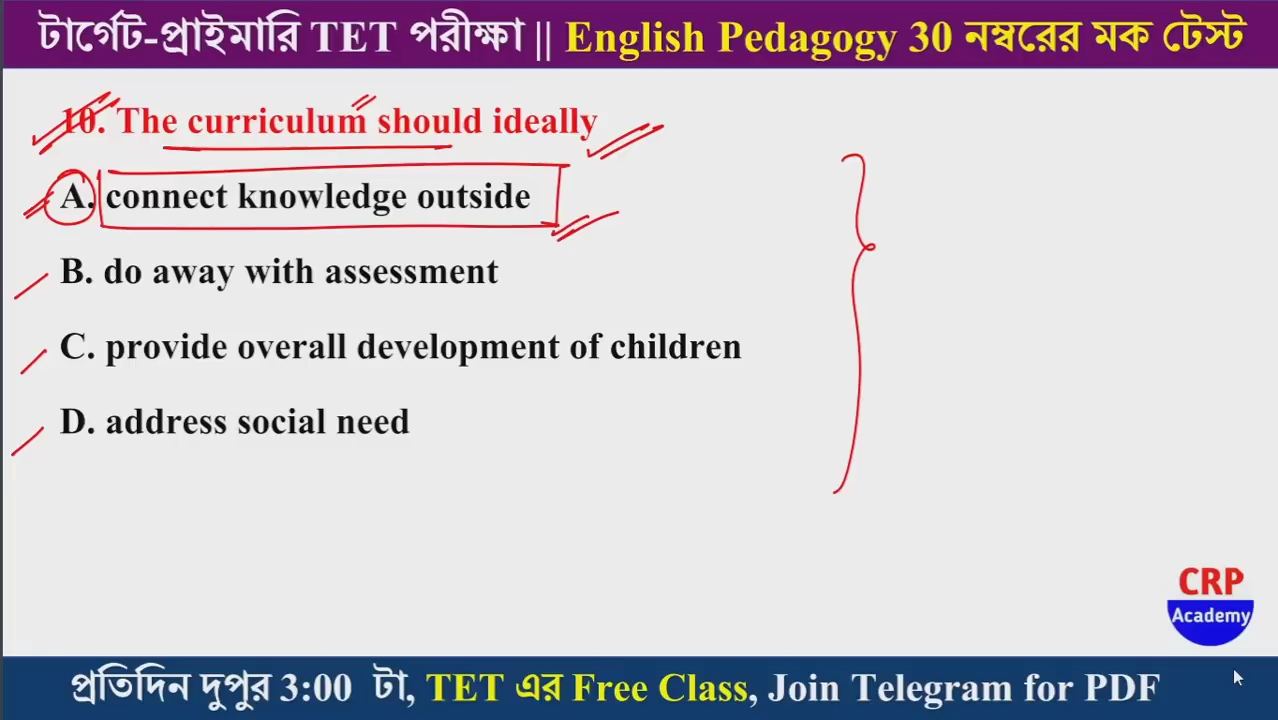 টার্গেট-প্রাইমারি TET পরীক্ষা || English Pedagogy 30 নম্বরের মক টেস্ট
10. The curriculum should ideally
A. connect knowledge outside
B. do away with assessment
C. provide overall development of children
D. address social need
CRP
Academy
প্রতিদিন দুপুর 3:00 টা, TET এর Free Class, Join Telegram for PDF